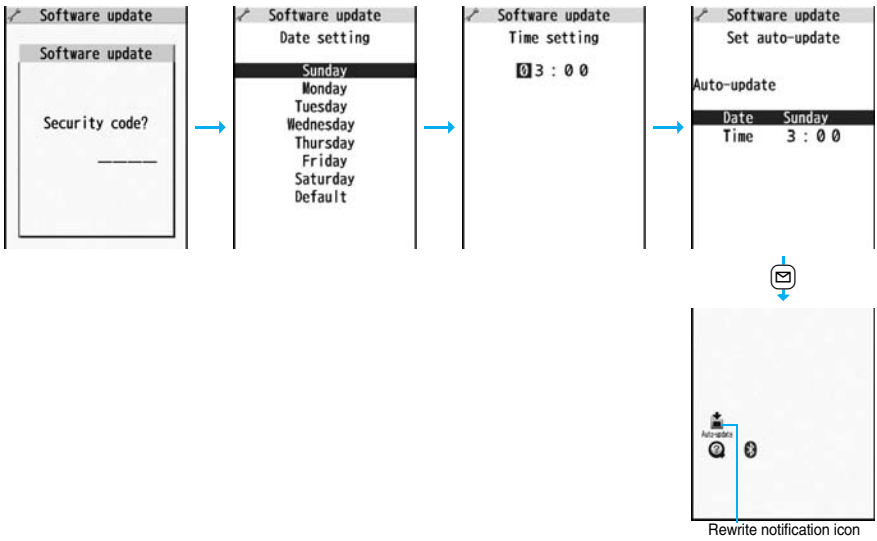 Software update
Software update
Security code?
____
Software update
Date setting
Sunday
Monday
Tuesday
Wednesday
Thursday
Friday
Saturday
Default
Software update
Time setting
03:00
Software update
Set auto-update
Auto-update
Date Sunday
Time 3:00
Auto-update
Rewrite notification icon